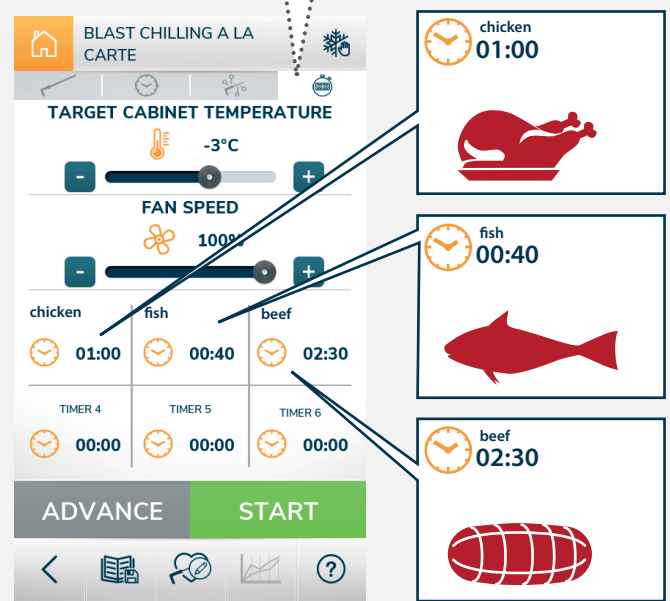 BLAST CHILLING A LA
CARTE
TARGET CABINET TEMPERATURE
-3°C
- +
FAN SPEED
100%
- +
chicken fish beef
01:00 00:40 02:30
TIMER 4 TIMER 5 TIMER 6
00:00 00:00 00:00
ADVANCE START
?
chicken
01:00
fish
00:40
beef
02:30